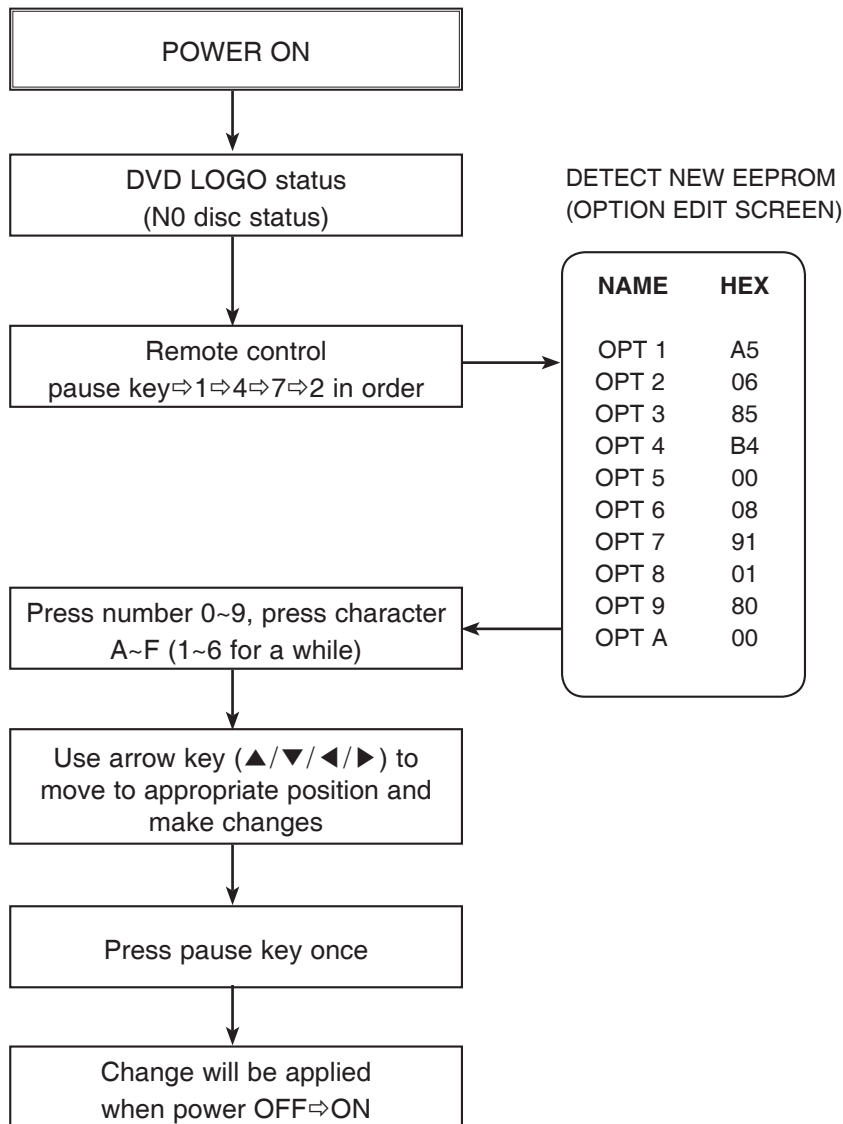 POWER ON
DVD LOGO status
(N0 disc status)
Remote control
pause key⇨1⇨4⇨7⇨2 in order
DETECT NEW EEPROM
(OPTION EDIT SCREEN)
NAME HEX
OPT 1 A5
OPT 2 06
OPT 3 85
OPT 4 B4
OPT 5 00
OPT 6 08
OPT 7 91
OPT 8 01
OPT 9 80
OPT A 00
Press number 0~9, press character
A~F (1~6 for a while)
Use arrow key (▲/▼/◀/▶) to
move to appropriate position and
make changes
Press pause key once
Change will be applied
when power OFF⇨ON